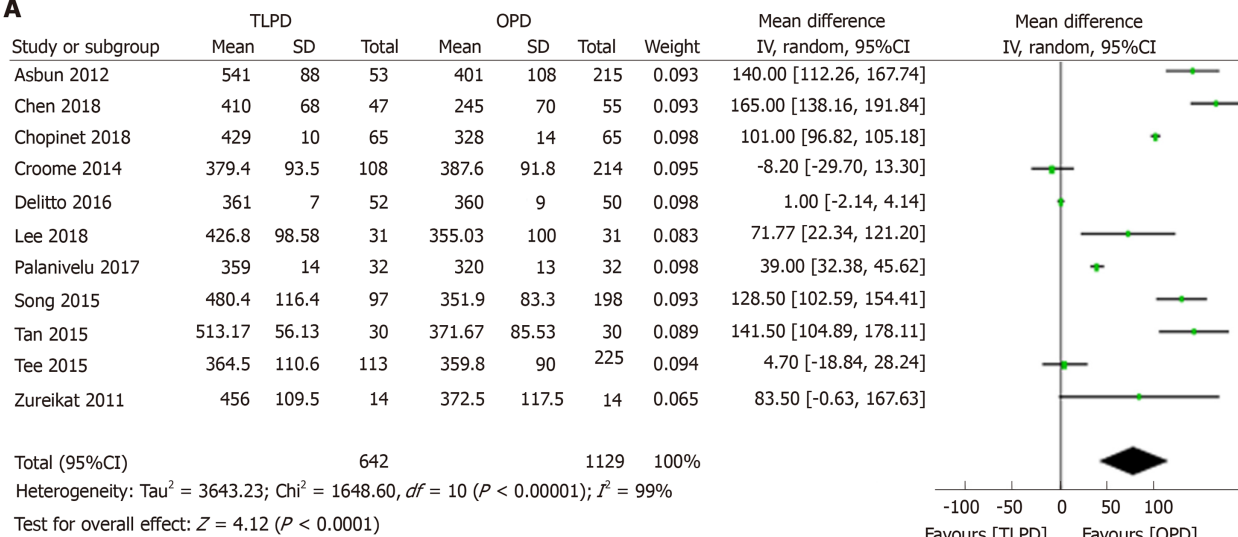 A
TLPD OPD Mean difference Mean difference
Study or subgroup Mean SD Total Mean SD Total Weight IV, random, 95%CI IV, random, 95%CI
Asbun 2012 541 88 53 401 108 215 0.093 140.00 [112.26, 167.74]
Chen 2018 410 68 47 245 70 55 0.093 165.00 [138.16, 191.84]
Chopinet 2018 429 10 65 328 14 65 0.098 101.00 [96.82, 105.18]
Croome 2014 379.4 93.5 108 387.6 91.8 214 0.095 -8.20 [-29.70, 13.30]
Delitto 2016 361 7 52 360 9 50 0.098 1.00 [-2.14, 4.14]
Lee 2018 426.8 98.58 31 355.03 100 31 0.083 71.77 [22.34, 121.20]
Palanivelu 2017 359 14 32 320 13 32 0.098 39.00 [32.38, 45.62]
Song 2015 480.4 116.4 97 351.9 83.3 198 0.093 128.50 [102.59, 154.41]
Tan 2015 513.17 56.13 30 371.67 85.53 30 0.089 141.50 [104.89, 178.11]
Tee 2015 364.5 110.6 113 359.8 90 225 0.094 4.70 [-18.84, 28.24]
Zureikat 2011 456 109.5 14 372.5 117.5 14 0.065 83.50 [-0.63, 167.63]
Total (95%CI) 642 1129 100%
Heterogeneity: Tau² = 3643.23; Chi² = 1648.60, df = 10 (P < 0.00001); I² = 99%
Test for overall effect: Z = 4.12 (P < 0.0001)
-100 -50 0 50 100
Favours [TLPD] Favours [OPD]